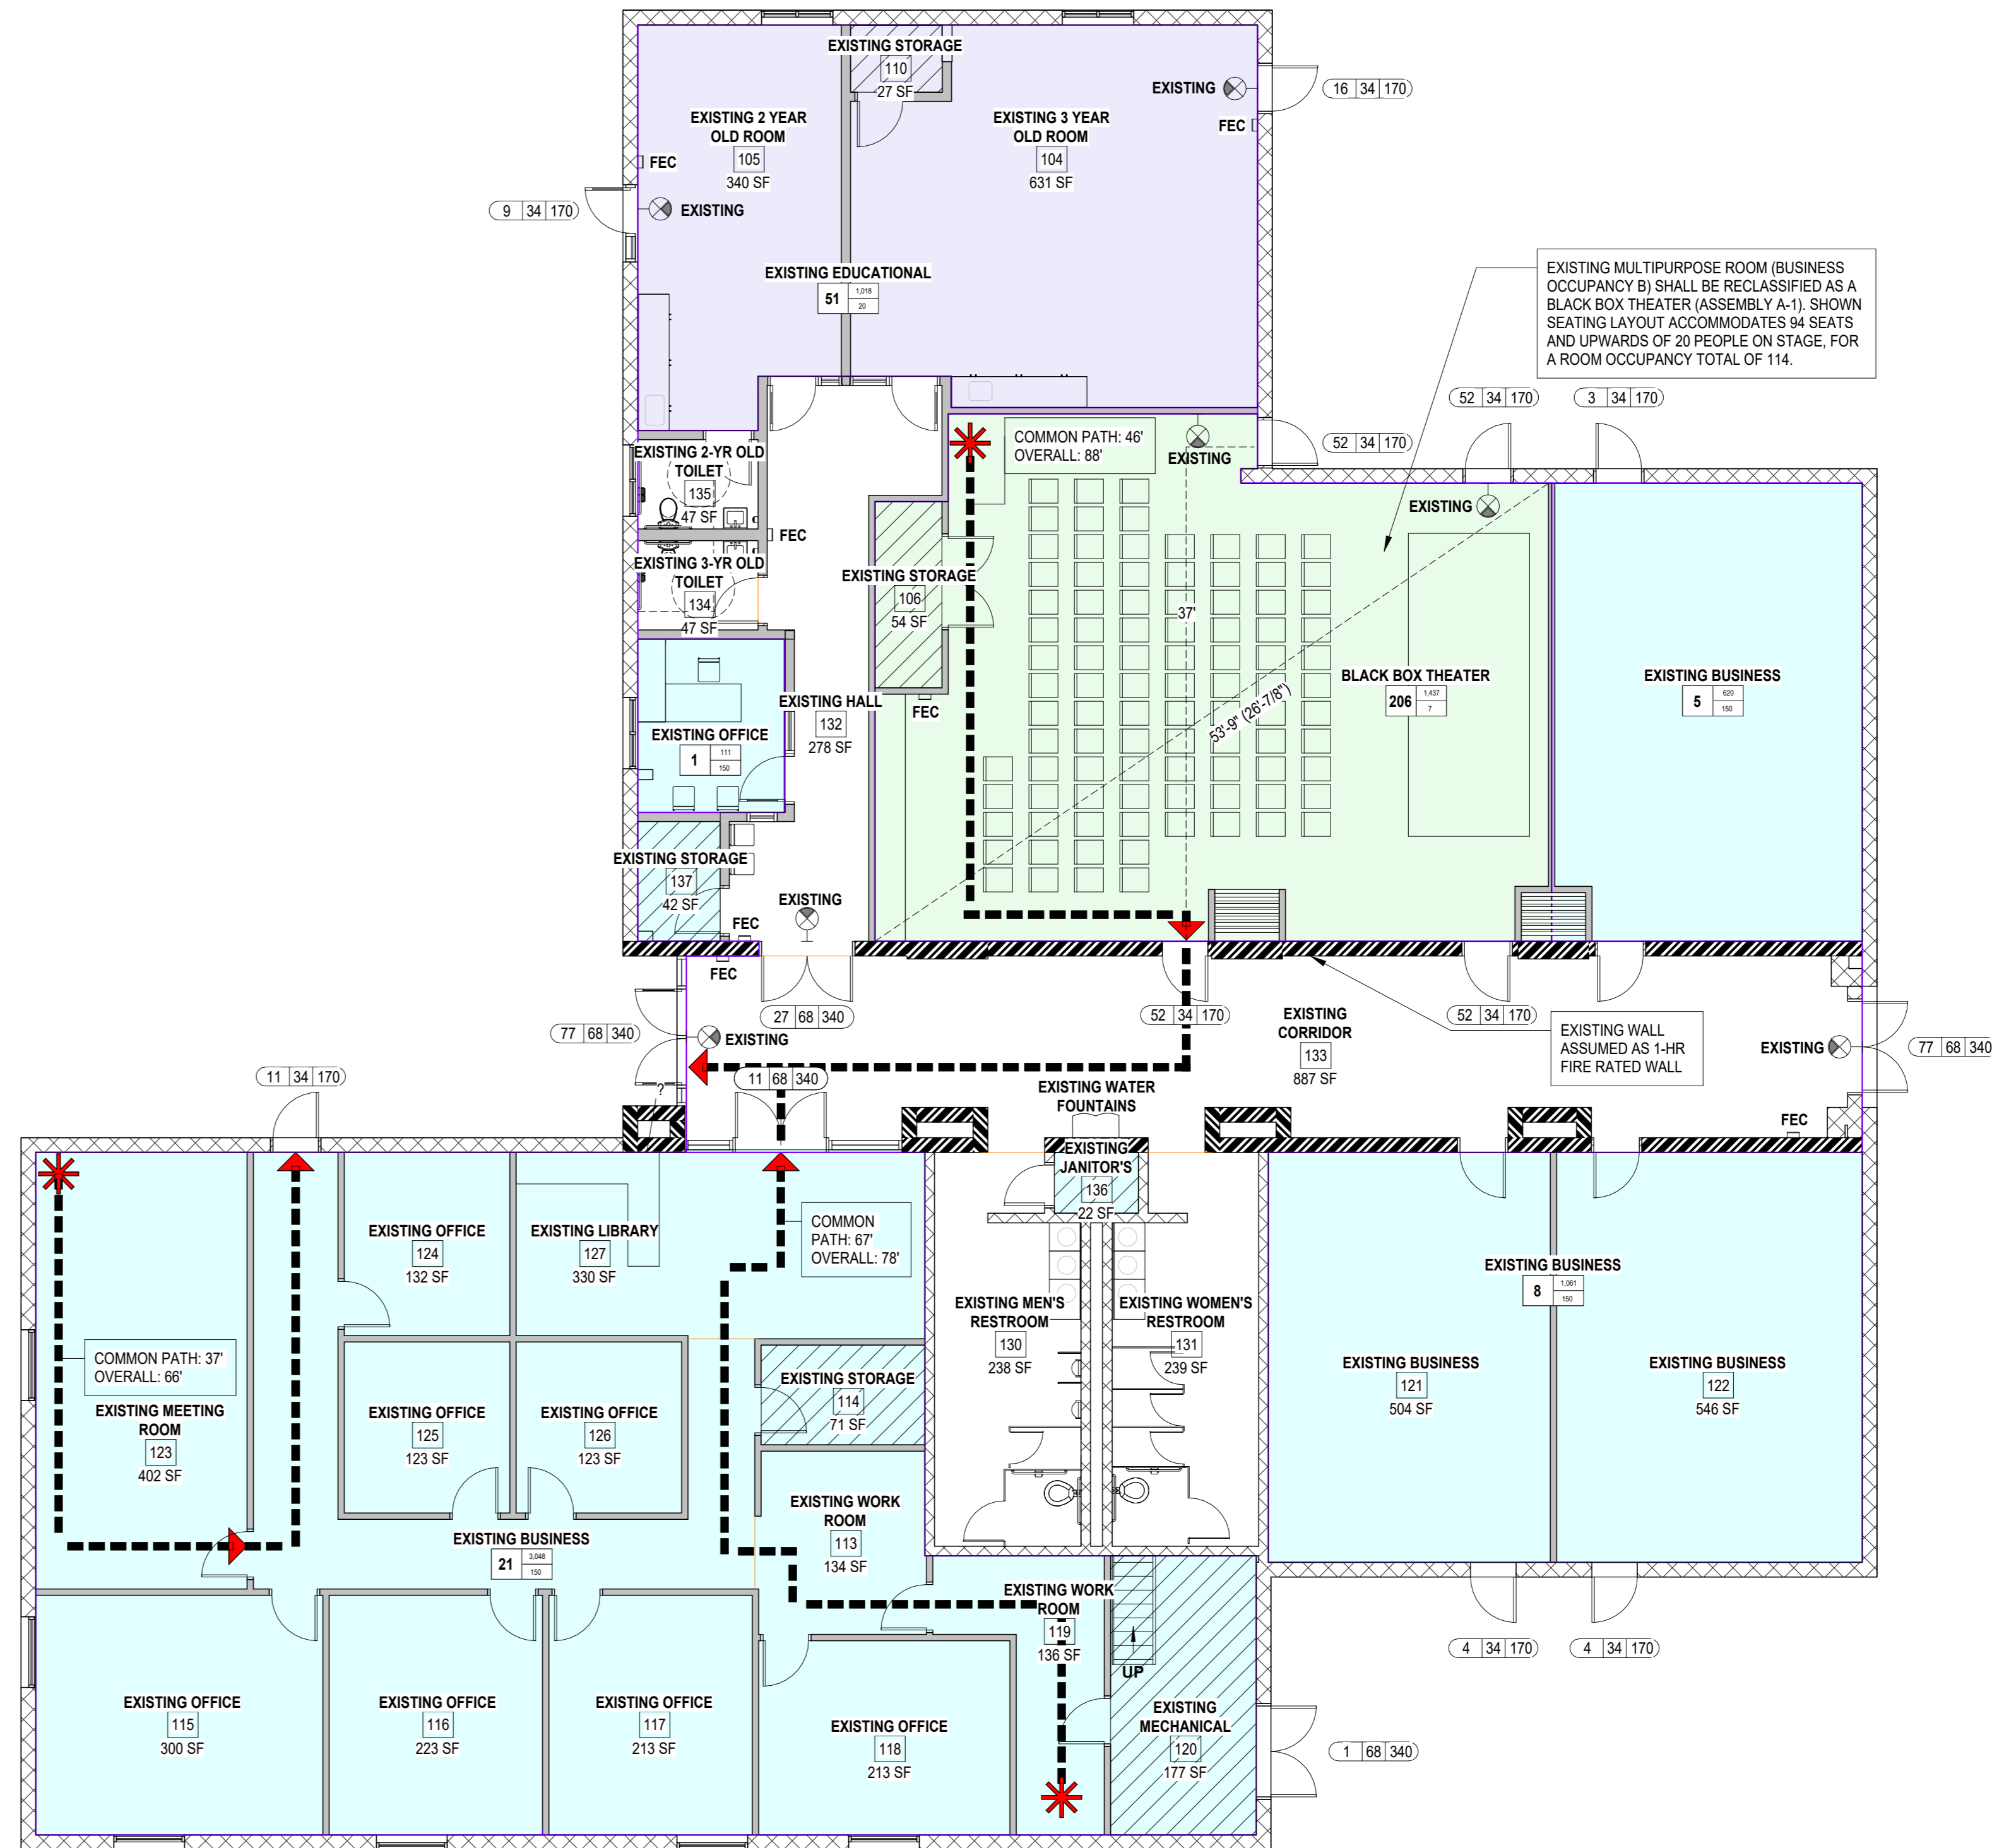 EXISTING STORAGE
110
27 SF
EXISTING
16 34 170
FEC
EXISTING 2 YEAR
OLD ROOM
105
340 SF
EXISTING 3 YEAR
OLD ROOM
104
631 SF
FEC
9 34 170
EXISTING
EXISTING EDUCATIONAL
51
1,018
20
EXISTING MULTIPURPOSE ROOM (BUSINESS
OCCUPANCY B) SHALL BE RECLASSIFIED AS A
BLACK BOX THEATER (ASSEMBLY A-1). SHOWN
SEATING LAYOUT ACCOMMODATES 94 SEATS
AND UPWARDS OF 20 PEOPLE ON STAGE, FOR
A ROOM OCCUPANCY TOTAL OF 114.
52 34 170
3 34 170
52 34 170
COMMON PATH: 46'
OVERALL: 88'
EXISTING
EXISTING
EXISTING 2-YR OLD
TOILET
135
47 SF
FEC
EXISTING 3-YR OLD
TOILET
134
47 SF
EXISTING STORAGE
106
54 SF
37'
53'-9" (26'-7/8")
FEC
BLACK BOX THEATER
206
1,437
7
EXISTING BUSINESS
5
620
150
EXISTING HALL
132
278 SF
EXISTING OFFICE
1
111
150
EXISTING STORAGE
137
42 SF
EXISTING
FEC
FEC
27 68 340
77 68 340
EXISTING
52 34 170
EXISTING
CORRIDOR
133
887 SF
52 34 170
EXISTING WALL
ASSUMED AS 1-HR
FIRE RATED WALL
EXISTING
77 68 340
11 34 170
?
11 68 340
EXISTING WATER
FOUNTAINS
FEC
EXISTING
JANITOR'S
136
22 SF
EXISTING OFFICE
124
132 SF
EXISTING LIBRARY
127
330 SF
COMMON
PATH: 67'
OVERALL: 78'
EXISTING BUSINESS
8
1,061
150
EXISTING MEN'S
RESTROOM
130
238 SF
EXISTING WOMEN'S
RESTROOM
131
239 SF
COMMON PATH: 37'
OVERALL: 66'
EXISTING MEETING
ROOM
123
402 SF
EXISTING OFFICE
125
123 SF
EXISTING OFFICE
126
123 SF
EXISTING STORAGE
114
71 SF
EXISTING BUSINESS
121
504 SF
EXISTING BUSINESS
122
546 SF
EXISTING BUSINESS
21
3,048
150
EXISTING WORK
ROOM
113
134 SF
EXISTING WORK
ROOM
119
136 SF
UP
4 34 170
4 34 170
EXISTING OFFICE
115
300 SF
EXISTING OFFICE
116
223 SF
EXISTING OFFICE
117
213 SF
EXISTING OFFICE
118
213 SF
EXISTING
MECHANICAL
120
177 SF
1 68 340